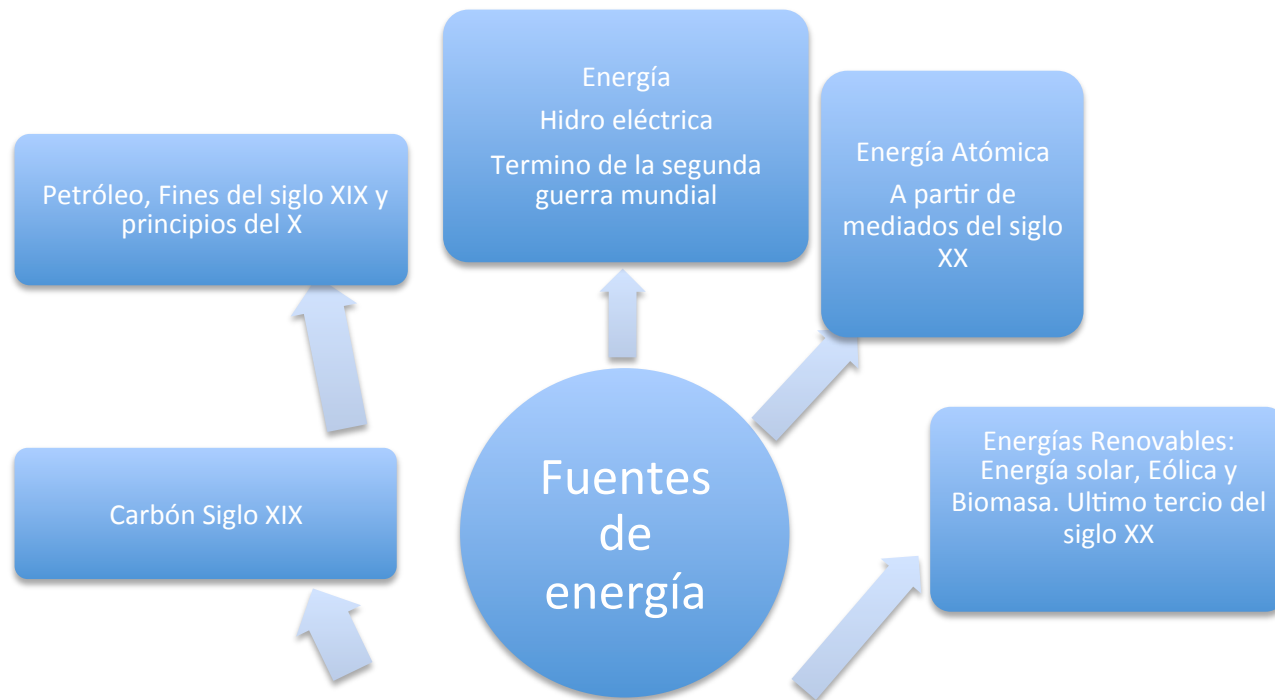 Energía
Hidro eléctrica
Termino de la segunda
guerra mundial
Energía Atómica
A partir de
mediados del siglo
XX
Petróleo, Fines del siglo XIX y
principios del X
Carbón Siglo XIX
Fuentes
de
energía
Energías Renovables:
Energía solar, Eólica y
Biomasa. Ultimo tercio del
siglo XX